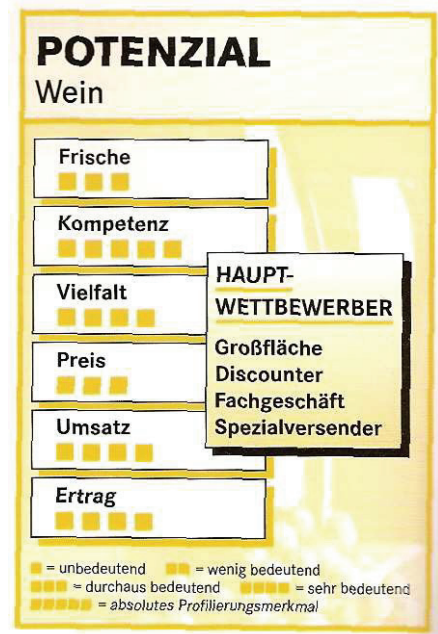 POTENZIAL
Wein
Frische
Kompetenz
Vielfalt
Preis
Umsatz
Ertrag
HAUPT-
WETTBEWERBER
Großfläche
Discounter
Fachgeschäft
Spezialversender
= unbedeutend = wenig bedeutend
= durchaus bedeutend = sehr bedeutend
= absolutes Profilierungsmerkmal